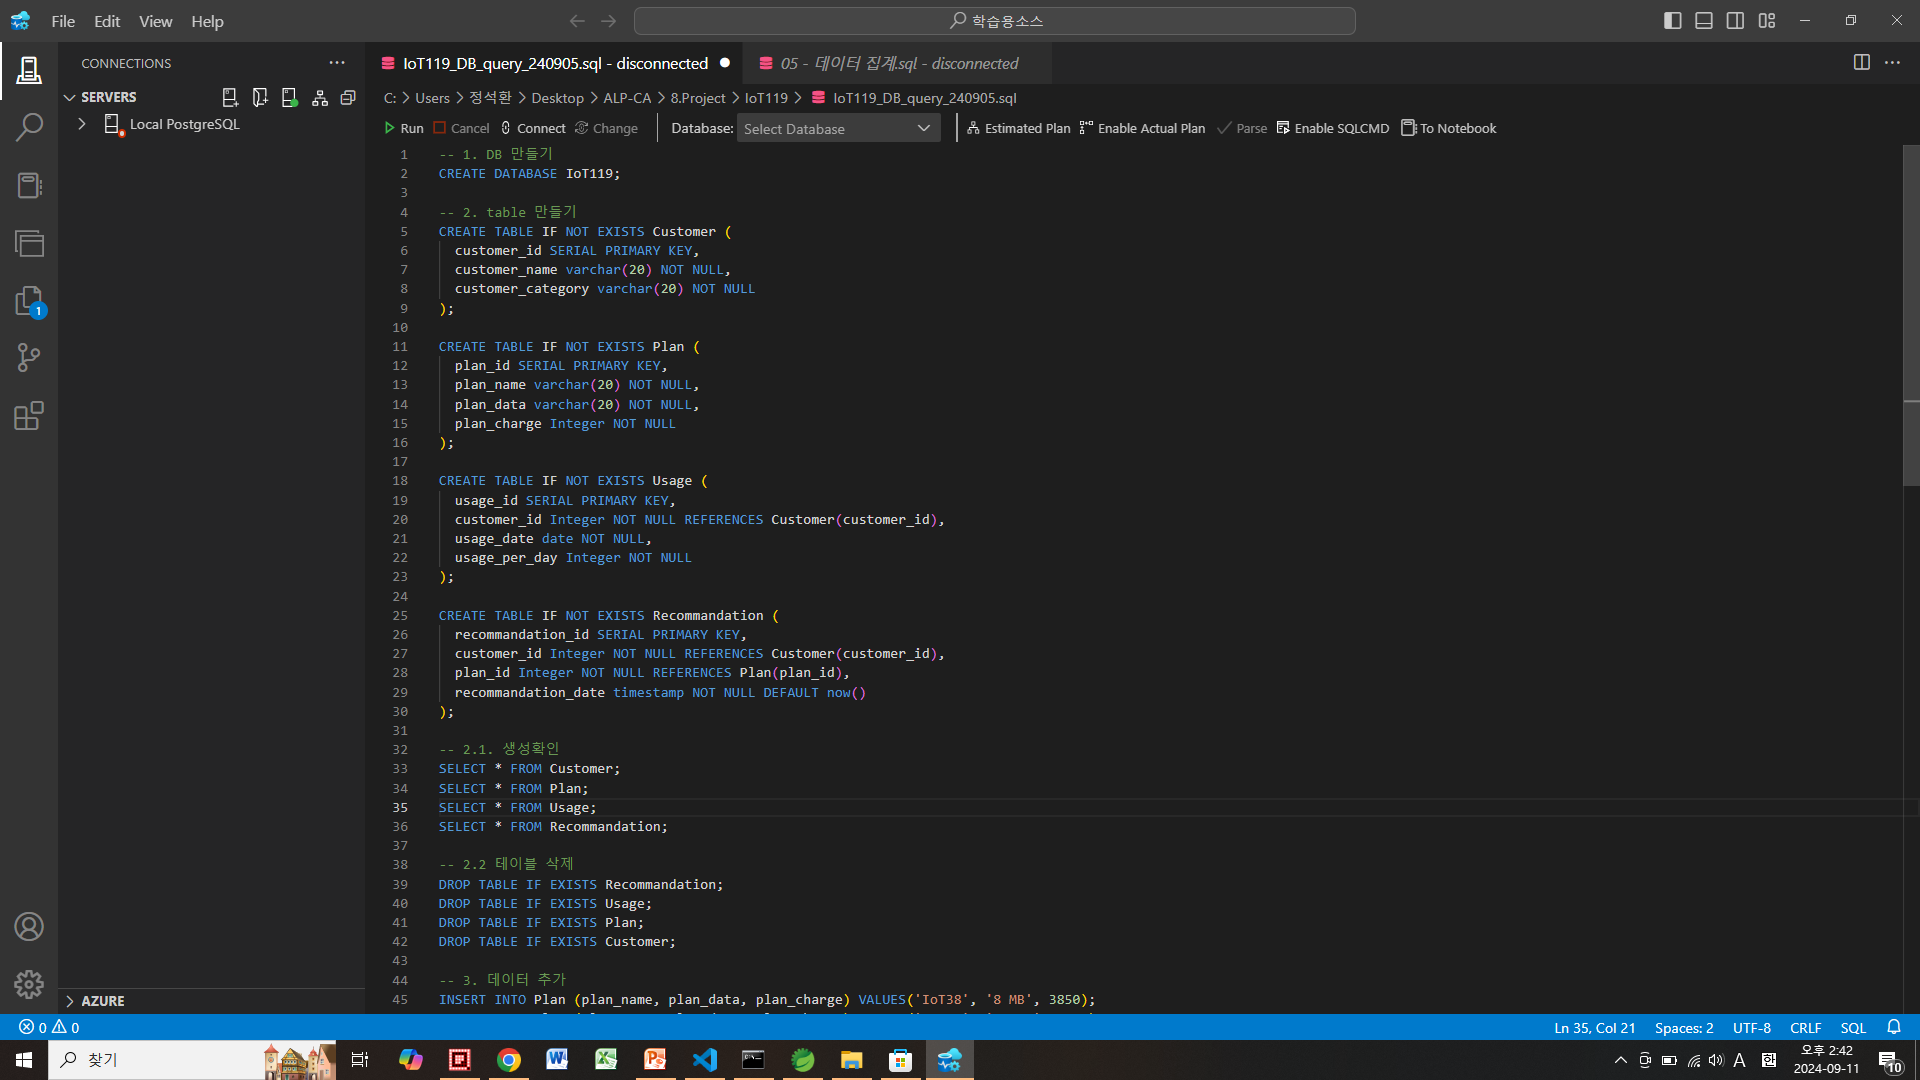 File Edit View Help
학습용소스
CONNECTIONS
SERVERS
Local PostgreSQL
AZURE
IoT119_DB_query_240905.sql - disconnected
05 - 데이터 집계.sql - disconnected
C: > Users > 정석환 > Desktop > ALP-CA > 8.Project > IoT119 > IoT119_DB_query_240905.sql
Run Cancel Connect Change Database: Select Database Estimated Plan Enable Actual Plan Parse Enable SQLCMD To Notebook
1 -- 1. DB 만들기
2 CREATE DATABASE IoT119;
3
4 -- 2. table 만들기
5 CREATE TABLE IF NOT EXISTS Customer (
6 customer_id SERIAL PRIMARY KEY,
7 customer_name varchar(20) NOT NULL,
8 customer_category varchar(20) NOT NULL
9 );
10
11 CREATE TABLE IF NOT EXISTS Plan (
12 plan_id SERIAL PRIMARY KEY,
13 plan_name varchar(20) NOT NULL,
14 plan_data varchar(20) NOT NULL,
15 plan_charge Integer NOT NULL
16 );
17
18 CREATE TABLE IF NOT EXISTS Usage (
19 usage_id SERIAL PRIMARY KEY,
20 customer_id Integer NOT NULL REFERENCES Customer(customer_id),
21 usage_date date NOT NULL,
22 usage_per_day Integer NOT NULL
23 );
24
25 CREATE TABLE IF NOT EXISTS Recommandation (
26 recommandation_id SERIAL PRIMARY KEY,
27 customer_id Integer NOT NULL REFERENCES Customer(customer_id),
28 plan_id Integer NOT NULL REFERENCES Plan(plan_id),
29 recommandation_date timestamp NOT NULL DEFAULT now()
30 );
31
32 -- 2.1. 생성확인
33 SELECT * FROM Customer;
34 SELECT * FROM Plan;
35 SELECT * FROM Usage;
36 SELECT * FROM Recommandation;
37
38 -- 2.2 테이블 삭제
39 DROP TABLE IF EXISTS Recommandation;
40 DROP TABLE IF EXISTS Usage;
41 DROP TABLE IF EXISTS Plan;
42 DROP TABLE IF EXISTS Customer;
43
44 -- 3. 데이터 추가
45 INSERT INTO Plan (plan_name, plan_data, plan_charge) VALUES('IoT38', '8 MB', 3850);
1
0 0
Ln 35, Col 21 Spaces: 2 UTF-8 CRLF SQL
찾기
A
오후 2:42
2024-09-11
10